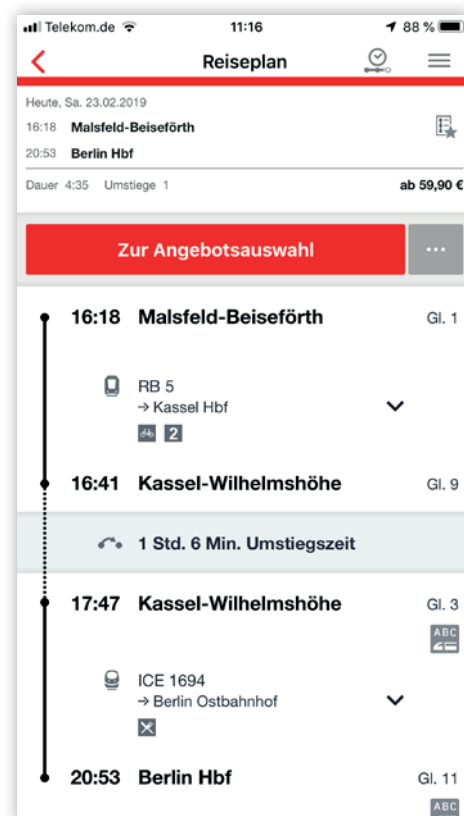 Telekom.de 11:16 88 %
Reiseplan
Heute, Sa. 23.02.2019
16:18 Malsfeld-Beiseförth
20:53 Berlin Hbf
Dauer 4:35 Umstiege 1 ab 59,90 €
Zur Angebotsauswahl ...
16:18 Malsfeld-Beiseförth Gl. 1
RB 5
→ Kassel Hbf
2
16:41 Kassel-Wilhelmshöhe Gl. 9
1 Std. 6 Min. Umstiegszeit
17:47 Kassel-Wilhelmshöhe Gl. 3
ABC
ICE 1694
→ Berlin Ostbahnhof
20:53 Berlin Hbf Gl. 11
ABC